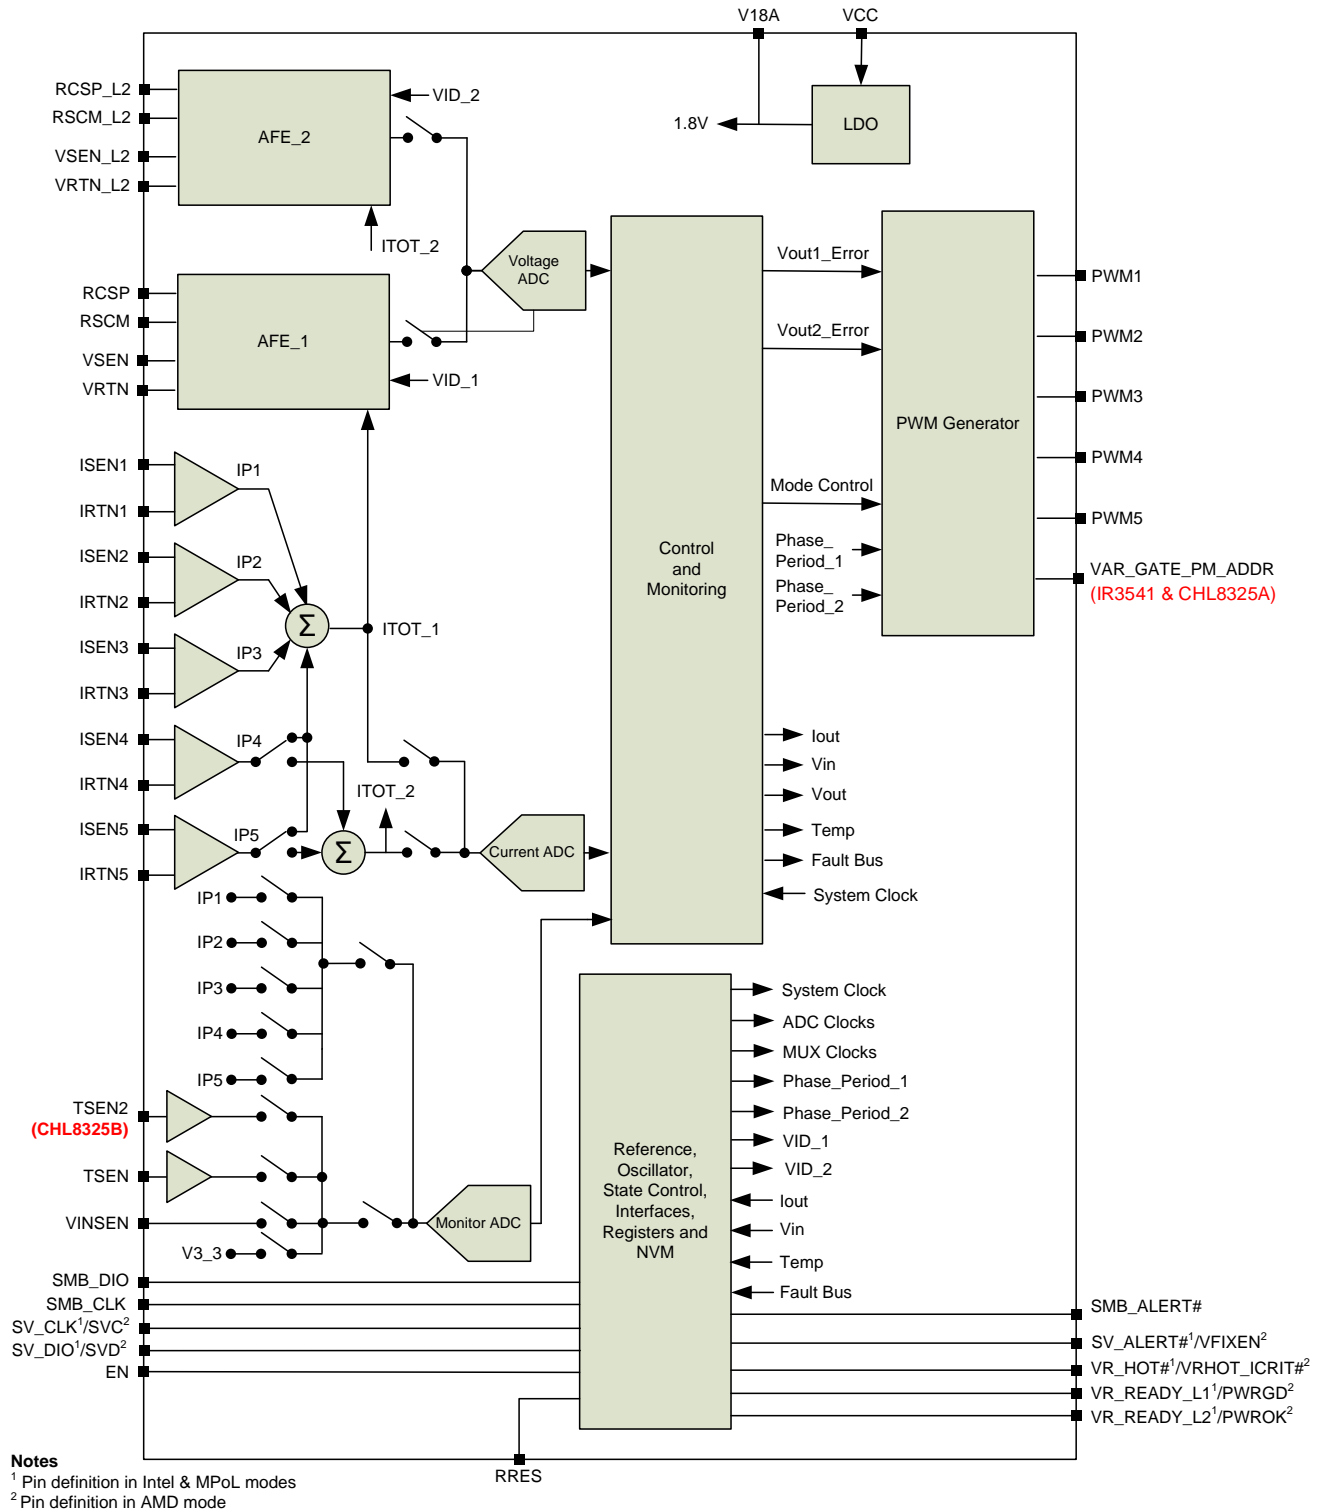 V18A
VCC
RCSP_L2
RSCM_L2
VSEN_L2
VRTN_L2
AFE_2
VID_2
ITOT_2
1.8V
LDO
RCSP
RSCM
VSEN
VRTN
AFE_1
VID_1
Voltage
ADC
Control
and
Monitoring
Vout1_Error
Vout2_Error
Mode Control
Phase_
Period_1
Phase_
Period_2
PWM Generator
PWM1
PWM2
PWM3
PWM4
PWM5
VAR_GATE_PM_ADDR
(IR3541 & CHL8325A)
ISEN1
IRTN1
IP1
ISEN2
IRTN2
IP2
ISEN3
IRTN3
IP3
Σ
ITOT_1
ISEN4
IRTN4
IP4
ISEN5
IRTN5
IP5
ITOT_2
Σ
Current ADC
Iout
Vin
Vout
Temp
Fault Bus
System Clock
IP1
IP2
IP3
IP4
IP5
TSEN2
(CHL8325B)
TSEN
VINSEN
V3_3
Monitor ADC
Reference,
Oscillator,
State Control,
Interfaces,
Registers and
NVM
System Clock
ADC Clocks
MUX Clocks
Phase_Period_1
Phase_Period_2
VID_1
VID_2
Iout
Vin
Temp
Fault Bus
SMB_DIO
SMB_CLK
SV_CLK¹/SVC²
SV_DIO¹/SVD²
EN
RRES
SMB_ALERT#
SV_ALERT#¹/VFIXEN²
VR_HOT#¹/VRHOT_ICRIT#²
VR_READY_L1¹/PWRGD²
VR_READY_L2¹/PWROK²
Notes
¹ Pin definition in Intel & MPoL modes
² Pin definition in AMD mode